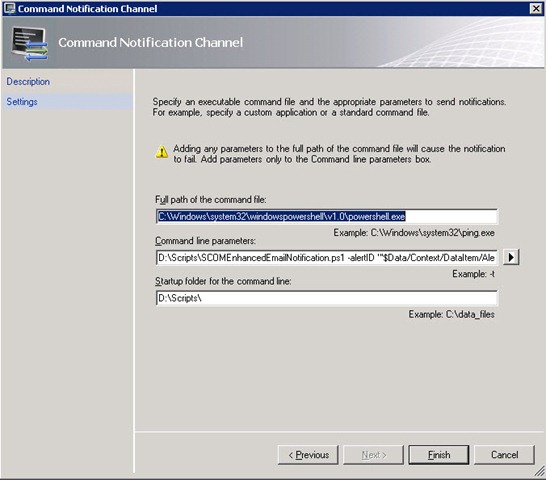 Command Notification Channel
Command Notification Channel
Description
Settings
Specify an executable command file and the appropriate parameters to send notifications.
For example, specify a custom application or a standard command file.
Adding any parameters to the full path of the command file will cause the notification
to fail. Add parameters only to the Command line parameters box.
Full path of the command file:
C:\Windows\system32\windowspowershell\v1.0\powershell.exe
Example: C:\Windows\system32\ping.exe
Command line parameters:
D:\Scripts\SCOMEnhancedEmailNotification.ps1 -alertID '"$Data/Context/DataItem/Ale
Example: -t
Startup folder for the command line:
D:\Scripts\
Example: C:\data_files
< Previous
Next >
Finish
Cancel